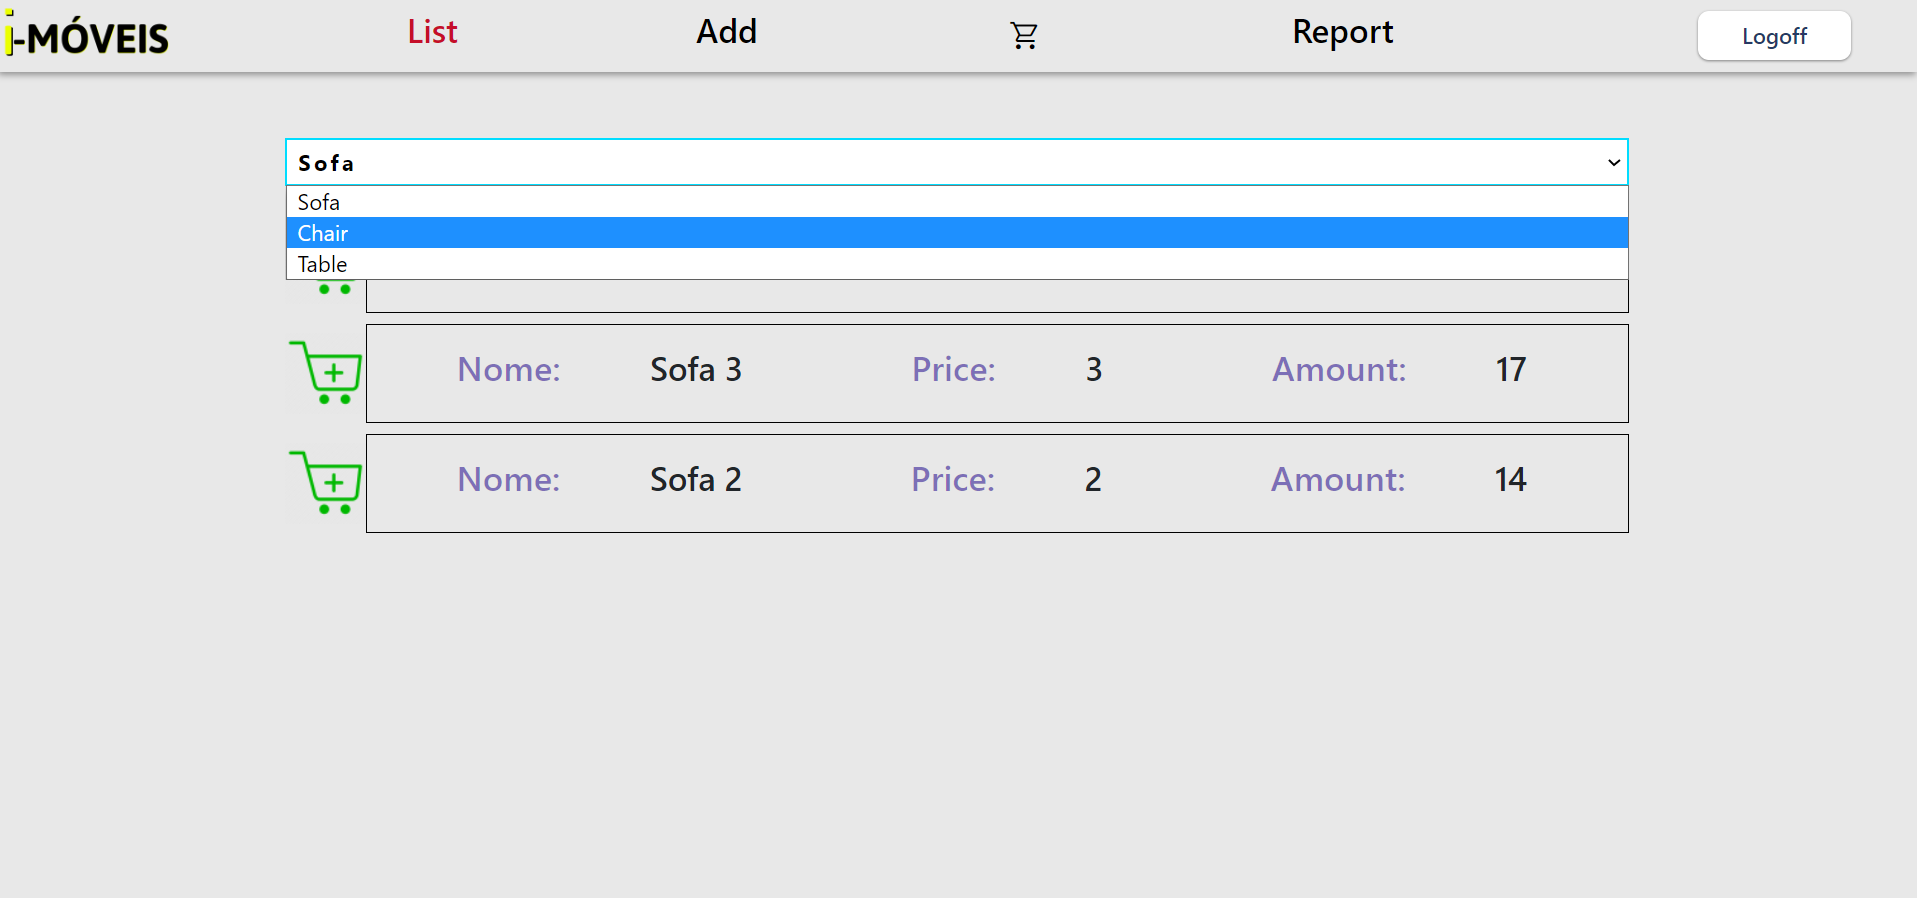 i-MÓVEIS List Add Report Logoff
Sofa
Sofa
Chair
Table
Nome: Sofa 3 Price: 3 Amount: 17
Nome: Sofa 2 Price: 2 Amount: 14